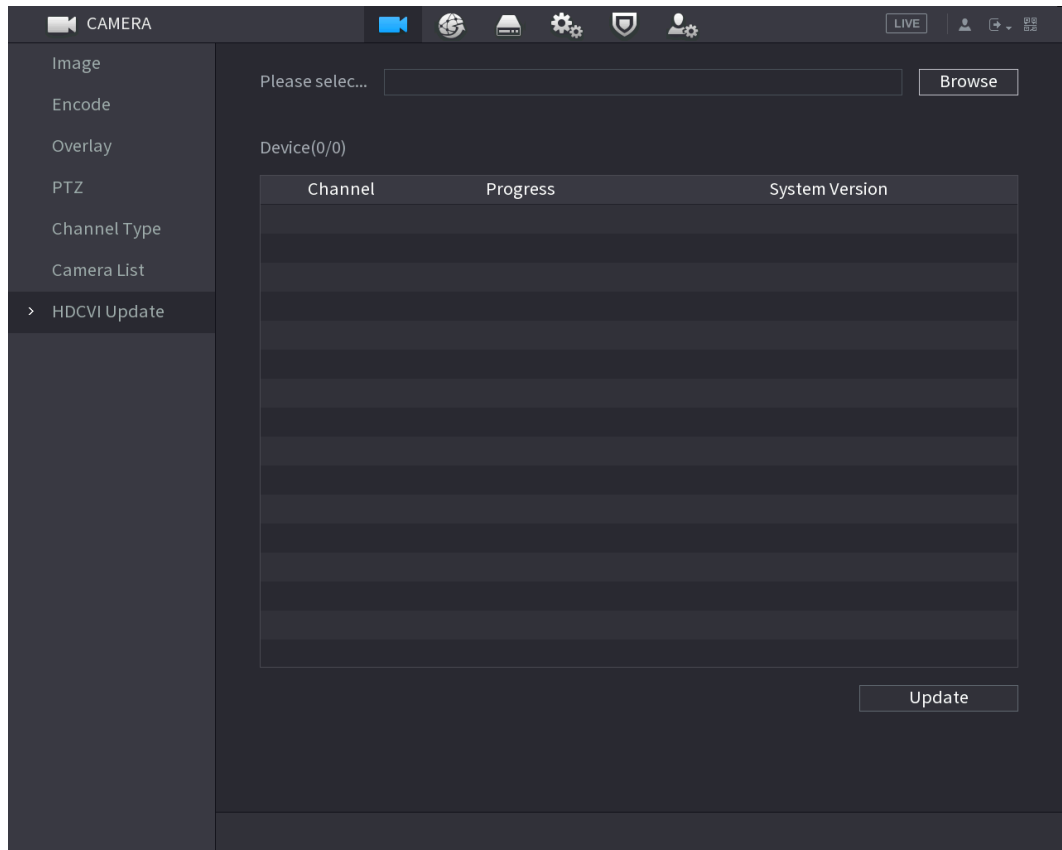 CAMERA
LIVE
Image
Encode
Overlay
PTZ
Channel Type
Camera List
HDCVI Update
Please selec...
Browse
Device(0/0)
Channel Progress System Version
Update